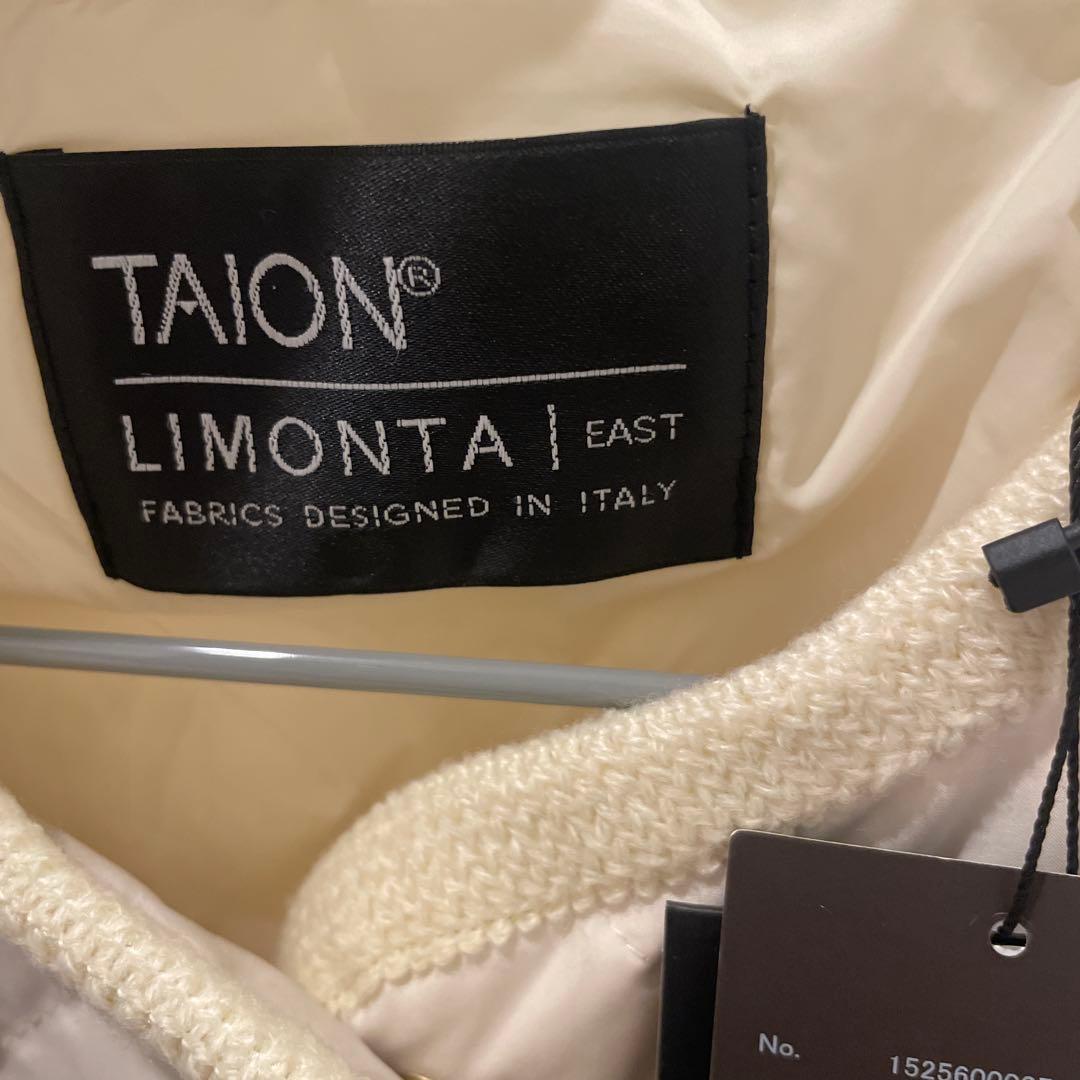 TAION®
LIMONTA | EAST
FABRICS DESIGNED IN ITALY
No.